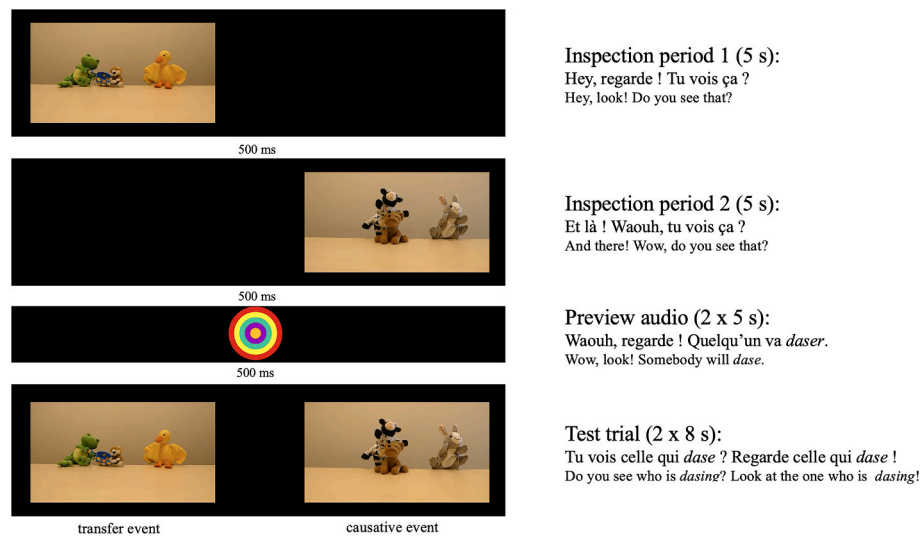 Inspection period 1 (5 s):
Hey, regarde ! Tu vois ça ?
Hey, look! Do you see that?
500 ms
Inspection period 2 (5 s):
Et là ! Waouh, tu vois ça ?
And there! Wow, do you see that?
500 ms
Preview audio (2 x 5 s):
Waouh, regarde ! Quelqu’un va daser.
Wow, look! Somebody will dase.
500 ms
Test trial (2 x 8 s):
Tu vois celle qui dase ? Regarde celle qui dase !
Do you see who is dasing? Look at the one who is dasing!
transfer event
causative event